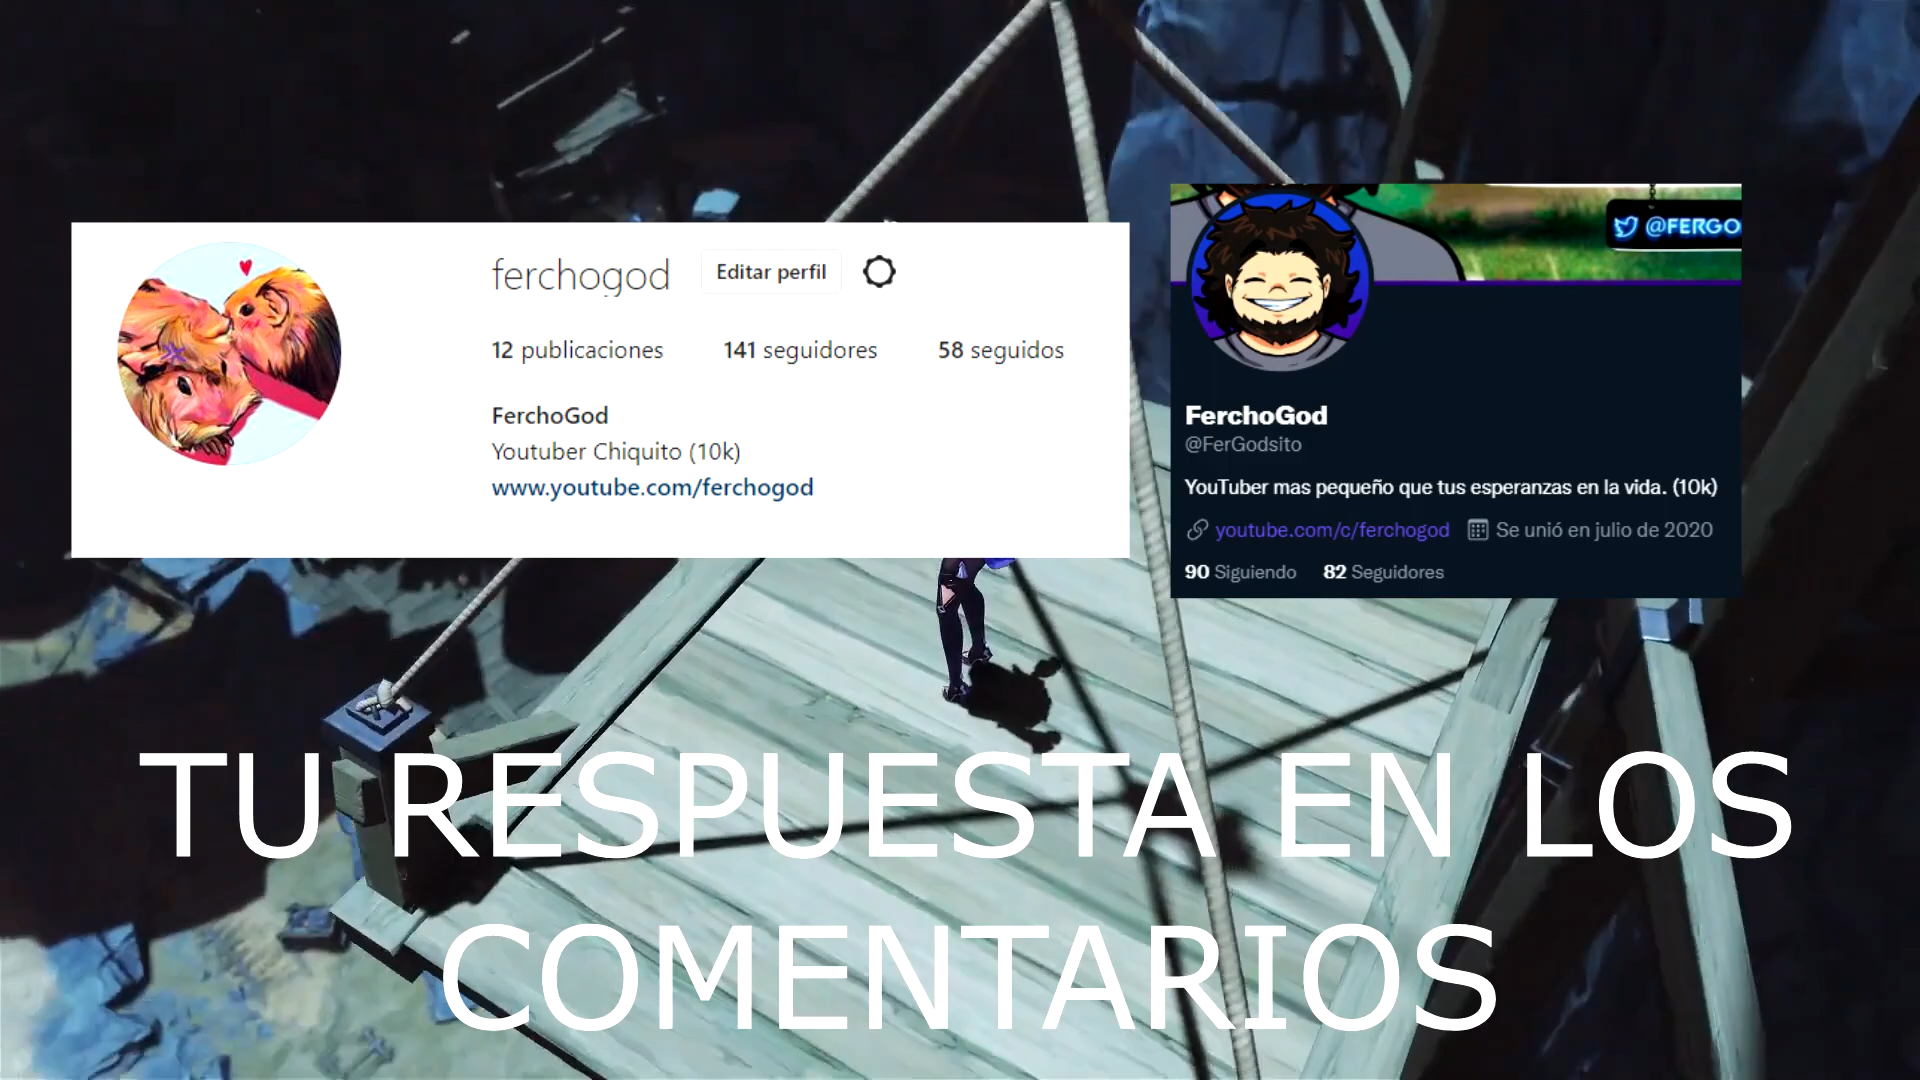 ferchogod Editar perfil
12 publicaciones 141 seguidores 58 seguidos
FerchoGod
Youtuber Chiquito (10k)
www.youtube.com/ferchogod
@FERGO
FerchoGod
@FerGodsito
YouTuber mas pequeño que tus esperanzas en la vida. (10k)
youtube.com/c/ferchogod Se unió en julio de 2020
90 Siguiendo 82 Seguidores
TU RESPUESTA EN LOS
COMENTARIOS